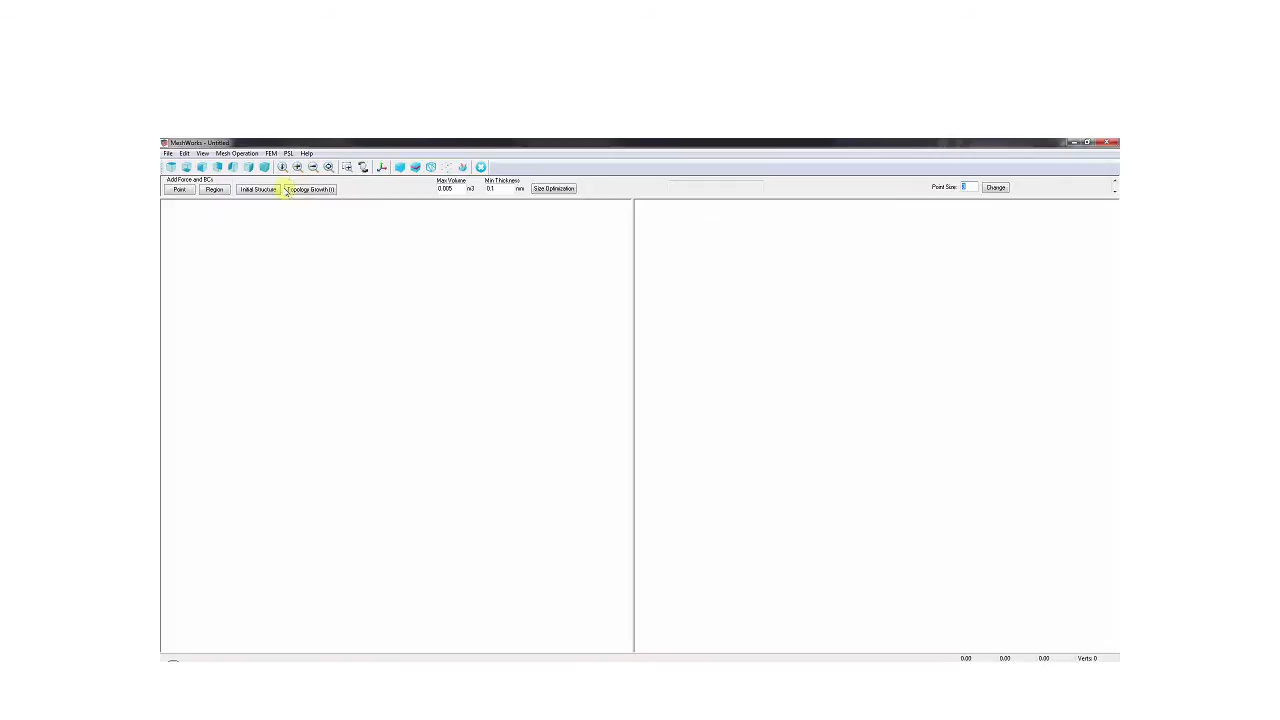 MeshWorks - Untitled
File Edit View Mesh Operation FEM PSL Help
Add Force and BCs
Point Region Initial Structure Topology Growth(I)
Max Volume Min Thickness
0.005 m3 0.1 mm Size Optimization
Point Size: 3 Change
0.00 0.00 0.00 Verts: 0